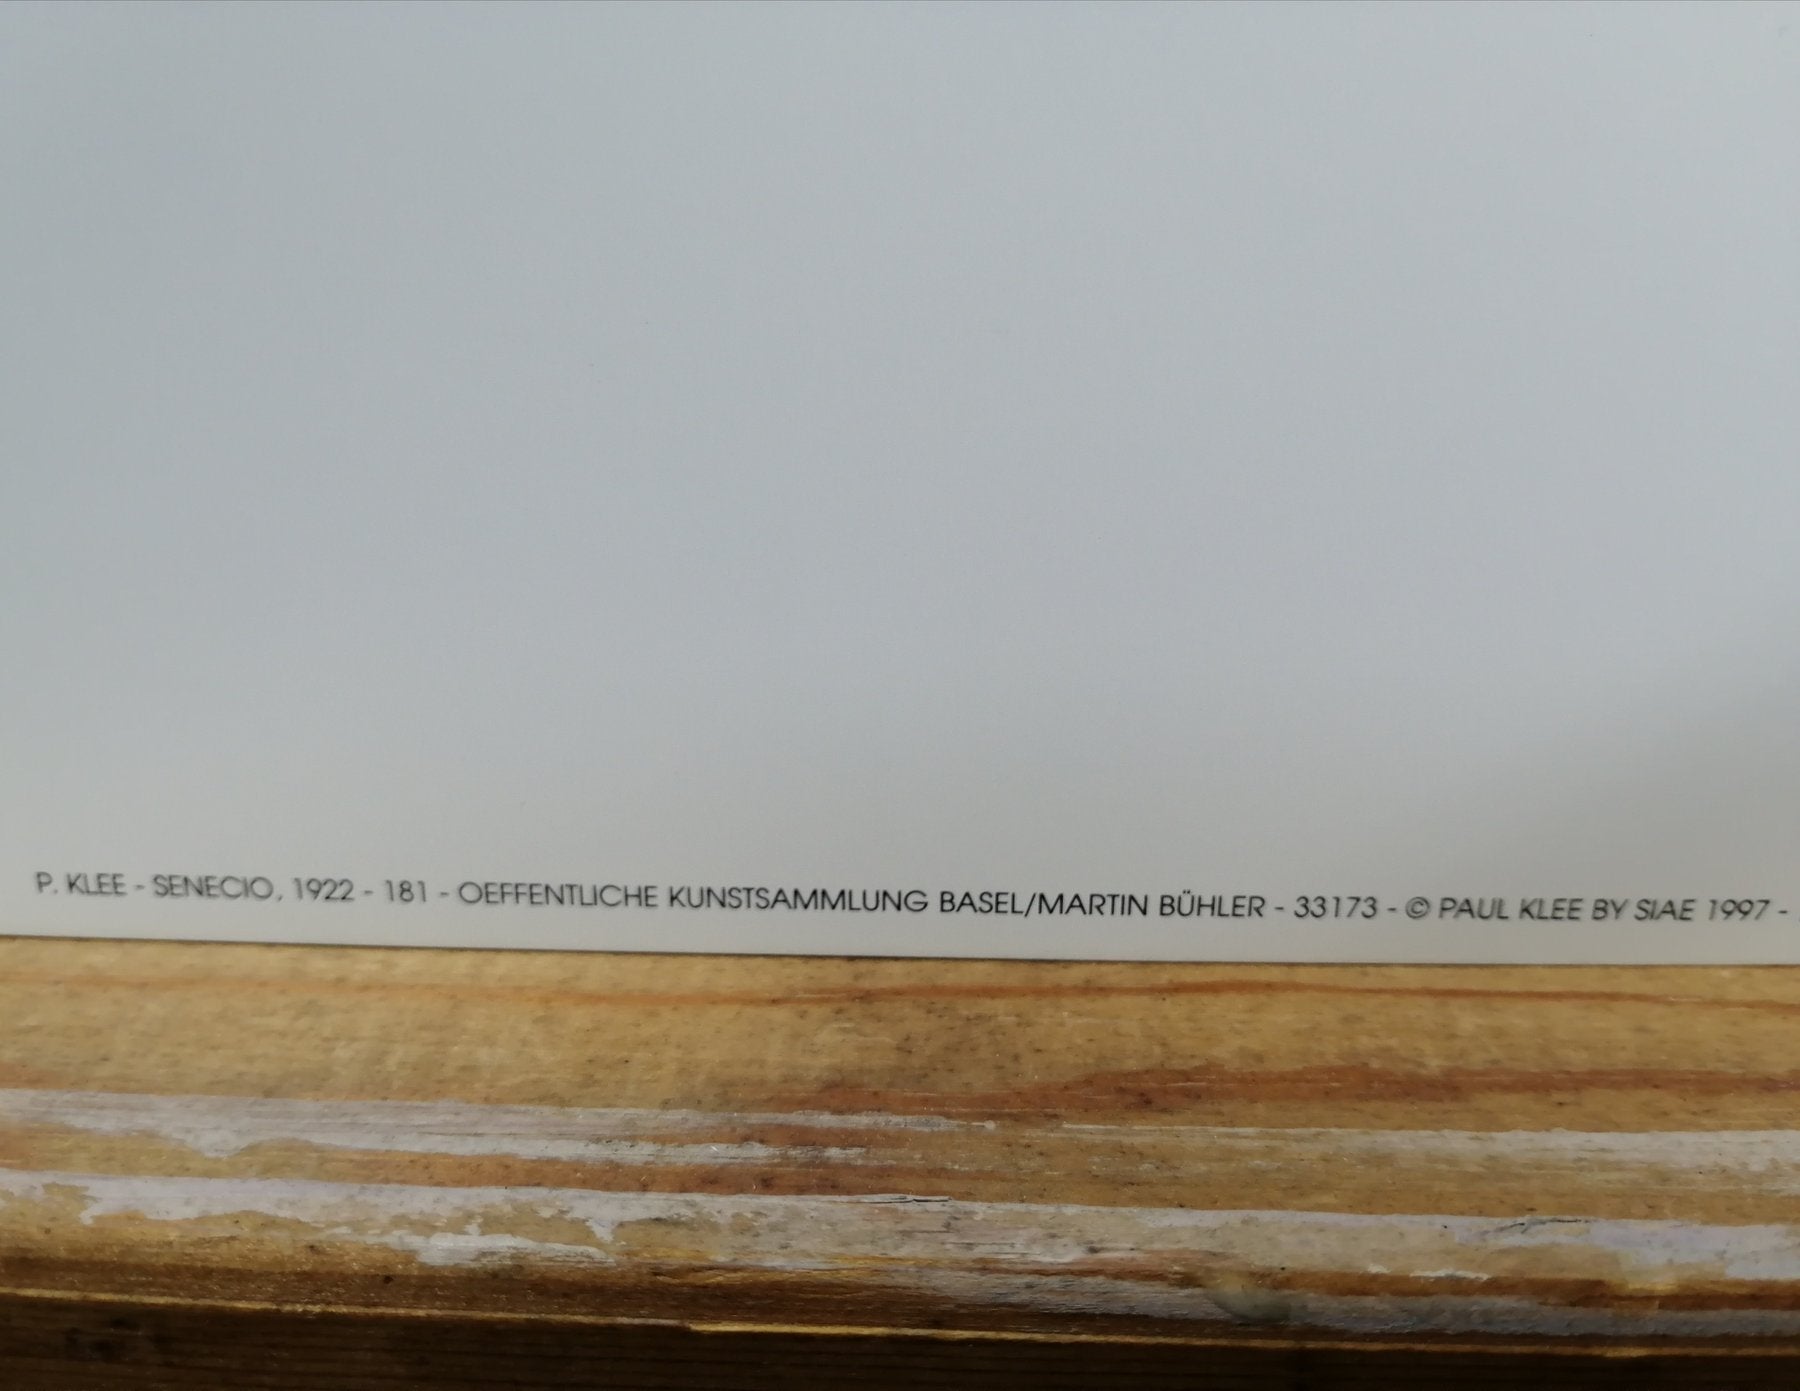 P. KLEE - SENECIO, 1922 - 181 - OEFFENTLICHE KUNSTSAMMLUNG BASEL/MARTIN BÜHLER - 33173 - © PAUL KLEE BY SIAE 1997 -